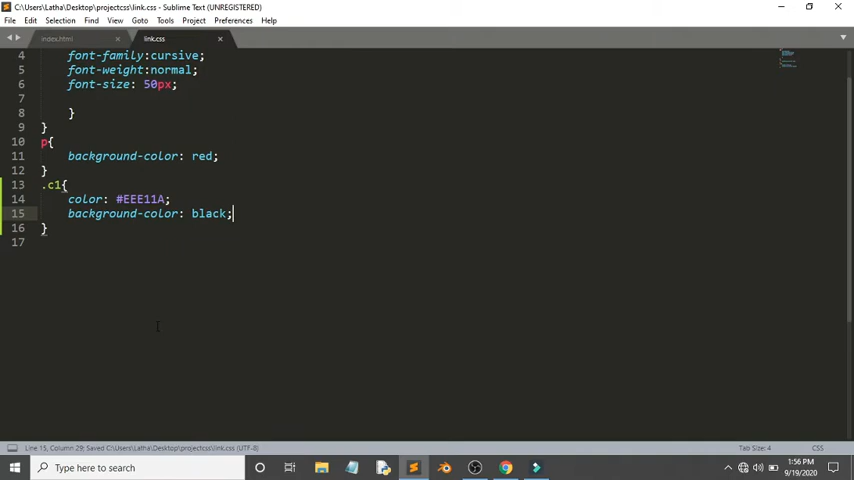 C:\Users\Latha\Desktop\projectcss\link.css - Sublime Text (UNREGISTERED)
File Edit Selection Find View Goto Tools Project Preferences Help
index.html link.css
4 font-family:cursive;
5 font-weight:normal;
6 font-size: 50px;
7
8 }
9 }
10 p{
11 background-color: red;
12 }
13 .c1{
14 color: #EEE11A;
15 background-color: black;
16 }
17
Line 15, Column 29; Saved C:\Users\Latha\Desktop\projectcss\link.css (UTF-8) Tab Size: 4 CSS
Type here to search
1:56 PM
9/19/2020